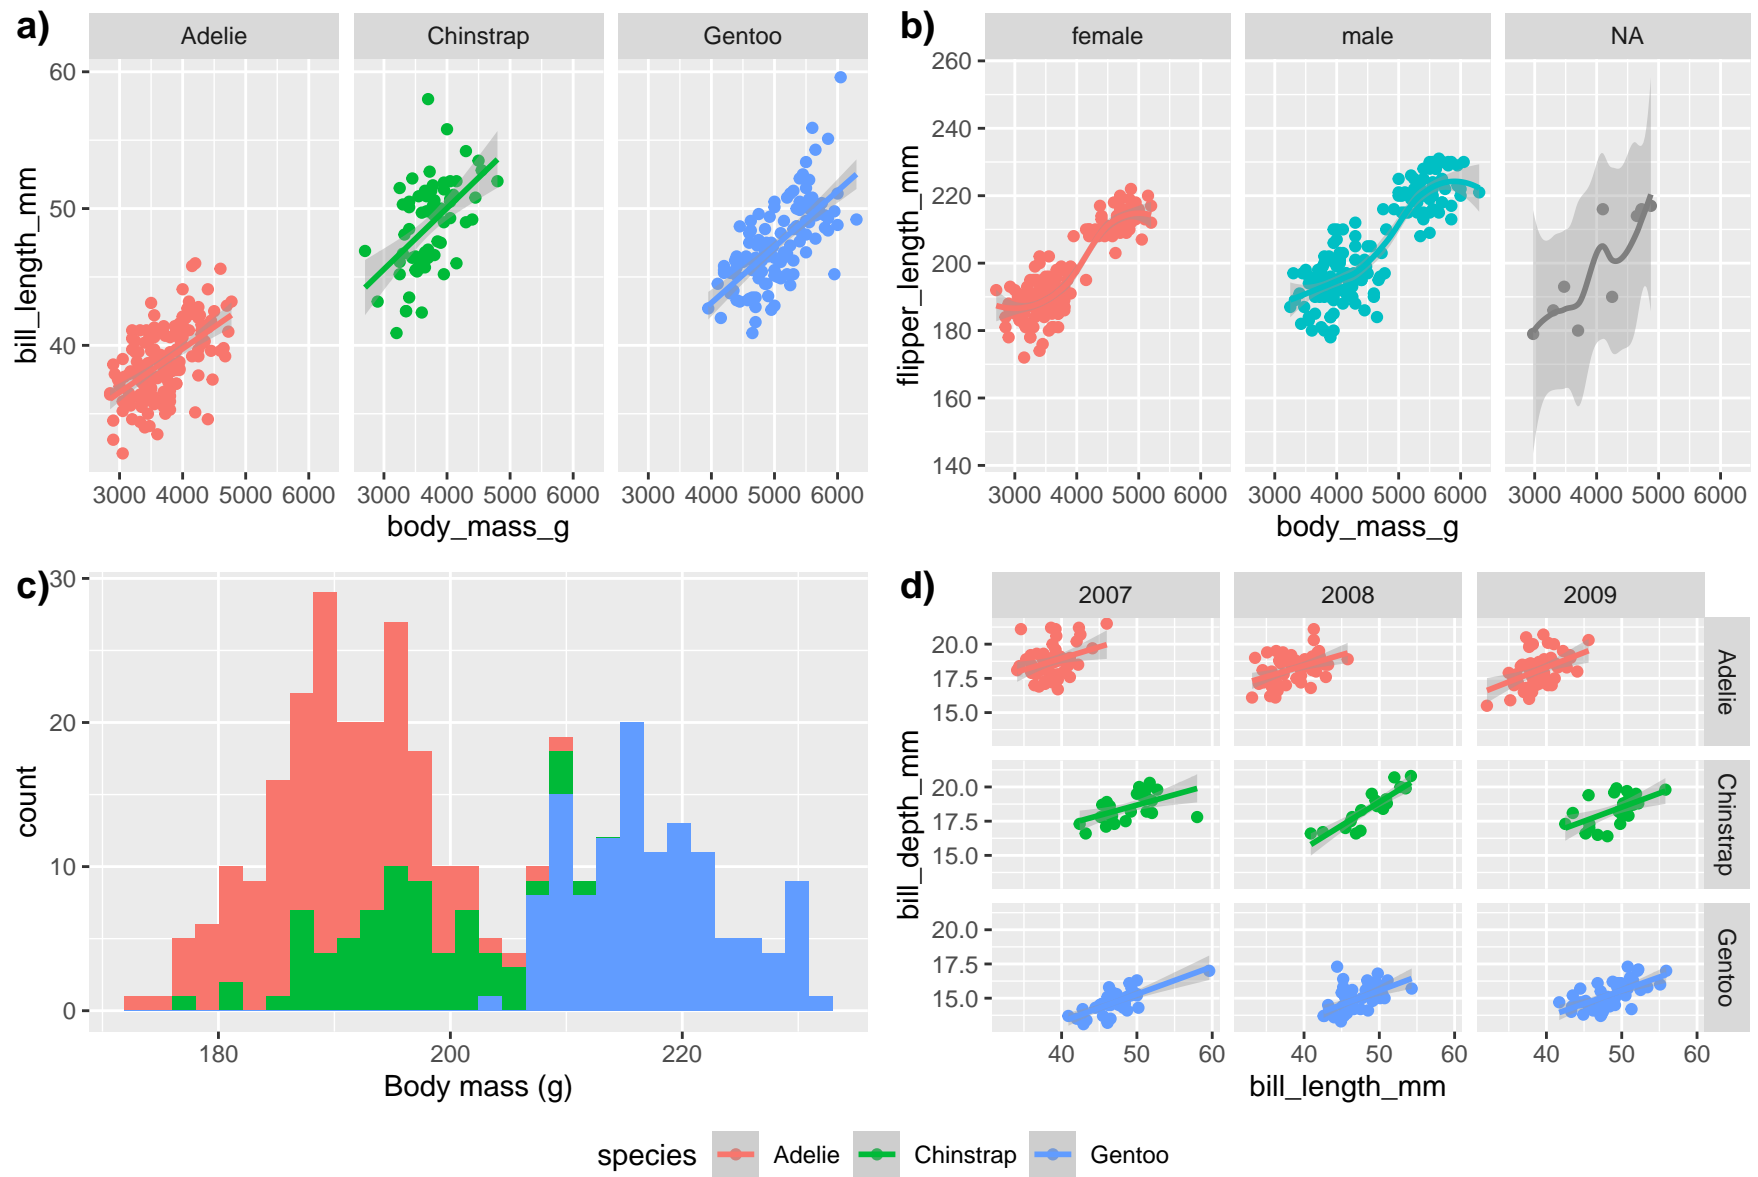 a)
Adelie Chinstrap Gentoo
60
50
40
bill_length_mm
3000 4000 5000 6000 3000 4000 5000 6000 3000 4000 5000 6000
body_mass_g
b)
female male NA
260
240
220
200
180
160
140
flipper_length_mm
3000 4000 5000 6000 3000 4000 5000 6000 3000 4000 5000 6000
body_mass_g
c)
30
20
10
0
count
180 200 220
Body mass (g)
d)
2007 2008 2009
20.0
17.5
15.0
Adelie
20.0
17.5
15.0
Chinstrap
20.0
17.5
15.0
Gentoo
bill_depth_mm
40 50 60 40 50 60 40 50 60
bill_length_mm
species Adelie Chinstrap Gentoo